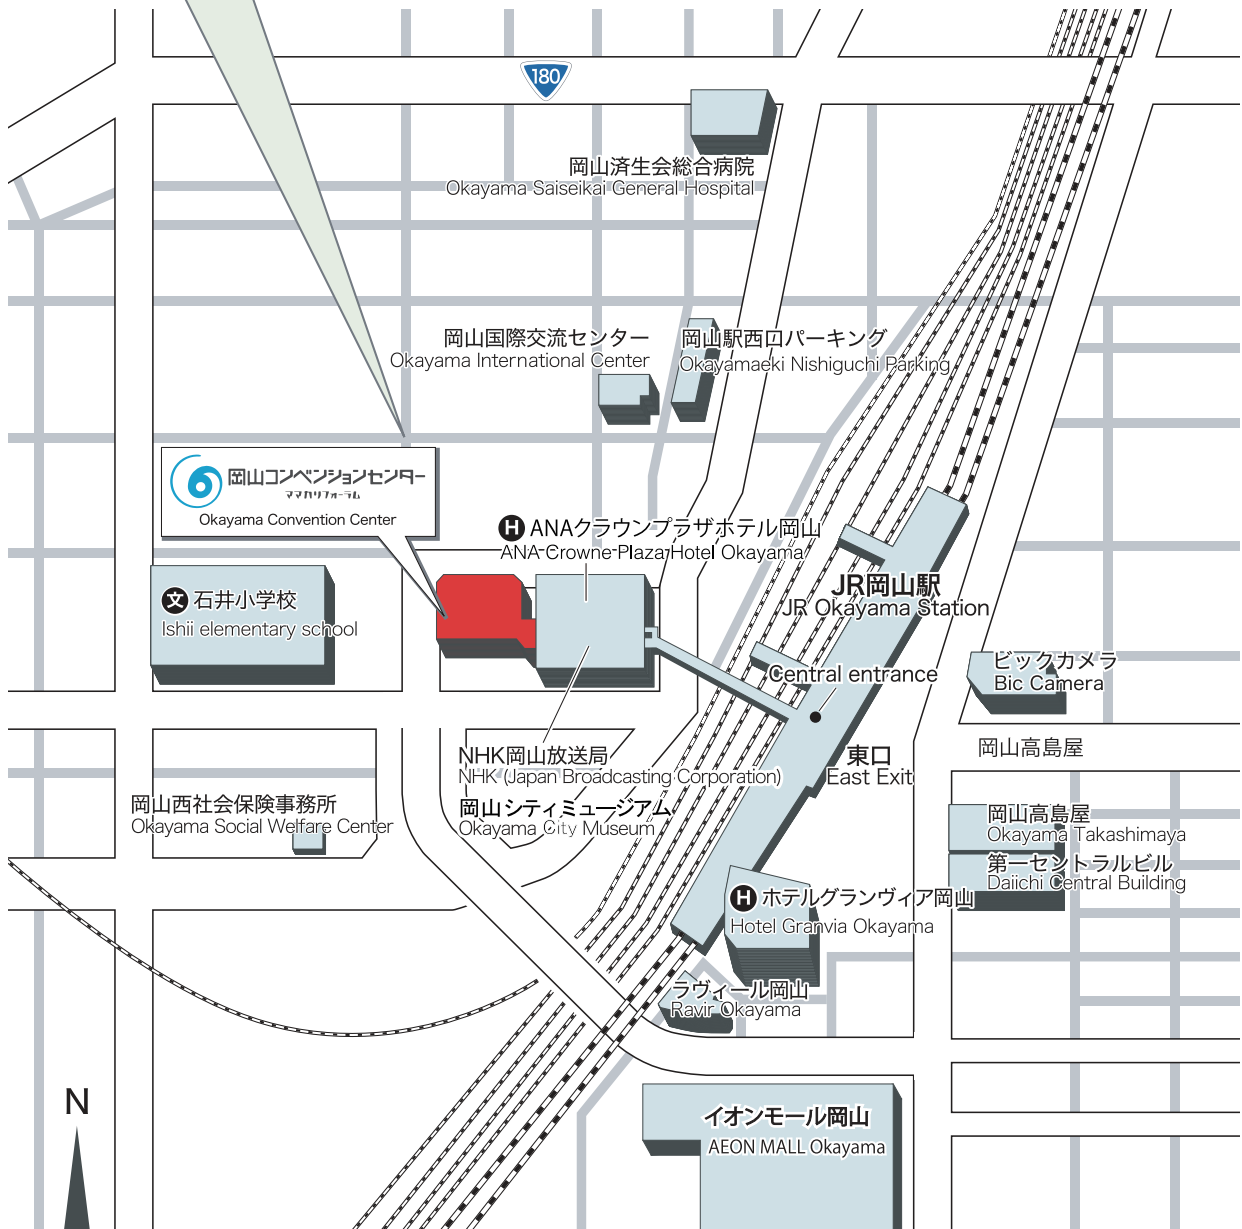 180
岡山済生会総合病院
Okayama Saiseikai General Hospital
岡山国際交流センター
Okayama International Center
岡山駅西口パーキング
Okayamaeki Nishiguchi Parking
岡山コンベンションセンター
ママカリフォーラム
Okayama Convention Center
H ANAクラウンプラザホテル岡山
ANA Crowne Plaza Hotel Okayama
文 石井小学校
Ishii elementary school
JR岡山駅
JR Okayama Station
ビックカメラ
Bic Camera
Central entrance
NHK岡山放送局
NHK (Japan Broadcasting Corporation)
東口
East Exit
岡山高島屋
岡山西社会保険事務所
Okayama Social Welfare Center
岡山シティミュージアム
Okayama City Museum
岡山高島屋
Okayama Takashimaya
第一セントラルビル
Daiichi Central Building
H ホテルグランヴィア岡山
Hotel Granvia Okayama
ラヴィール岡山
Ravir Okayama
N
イオンモール岡山
AEON MALL Okayama